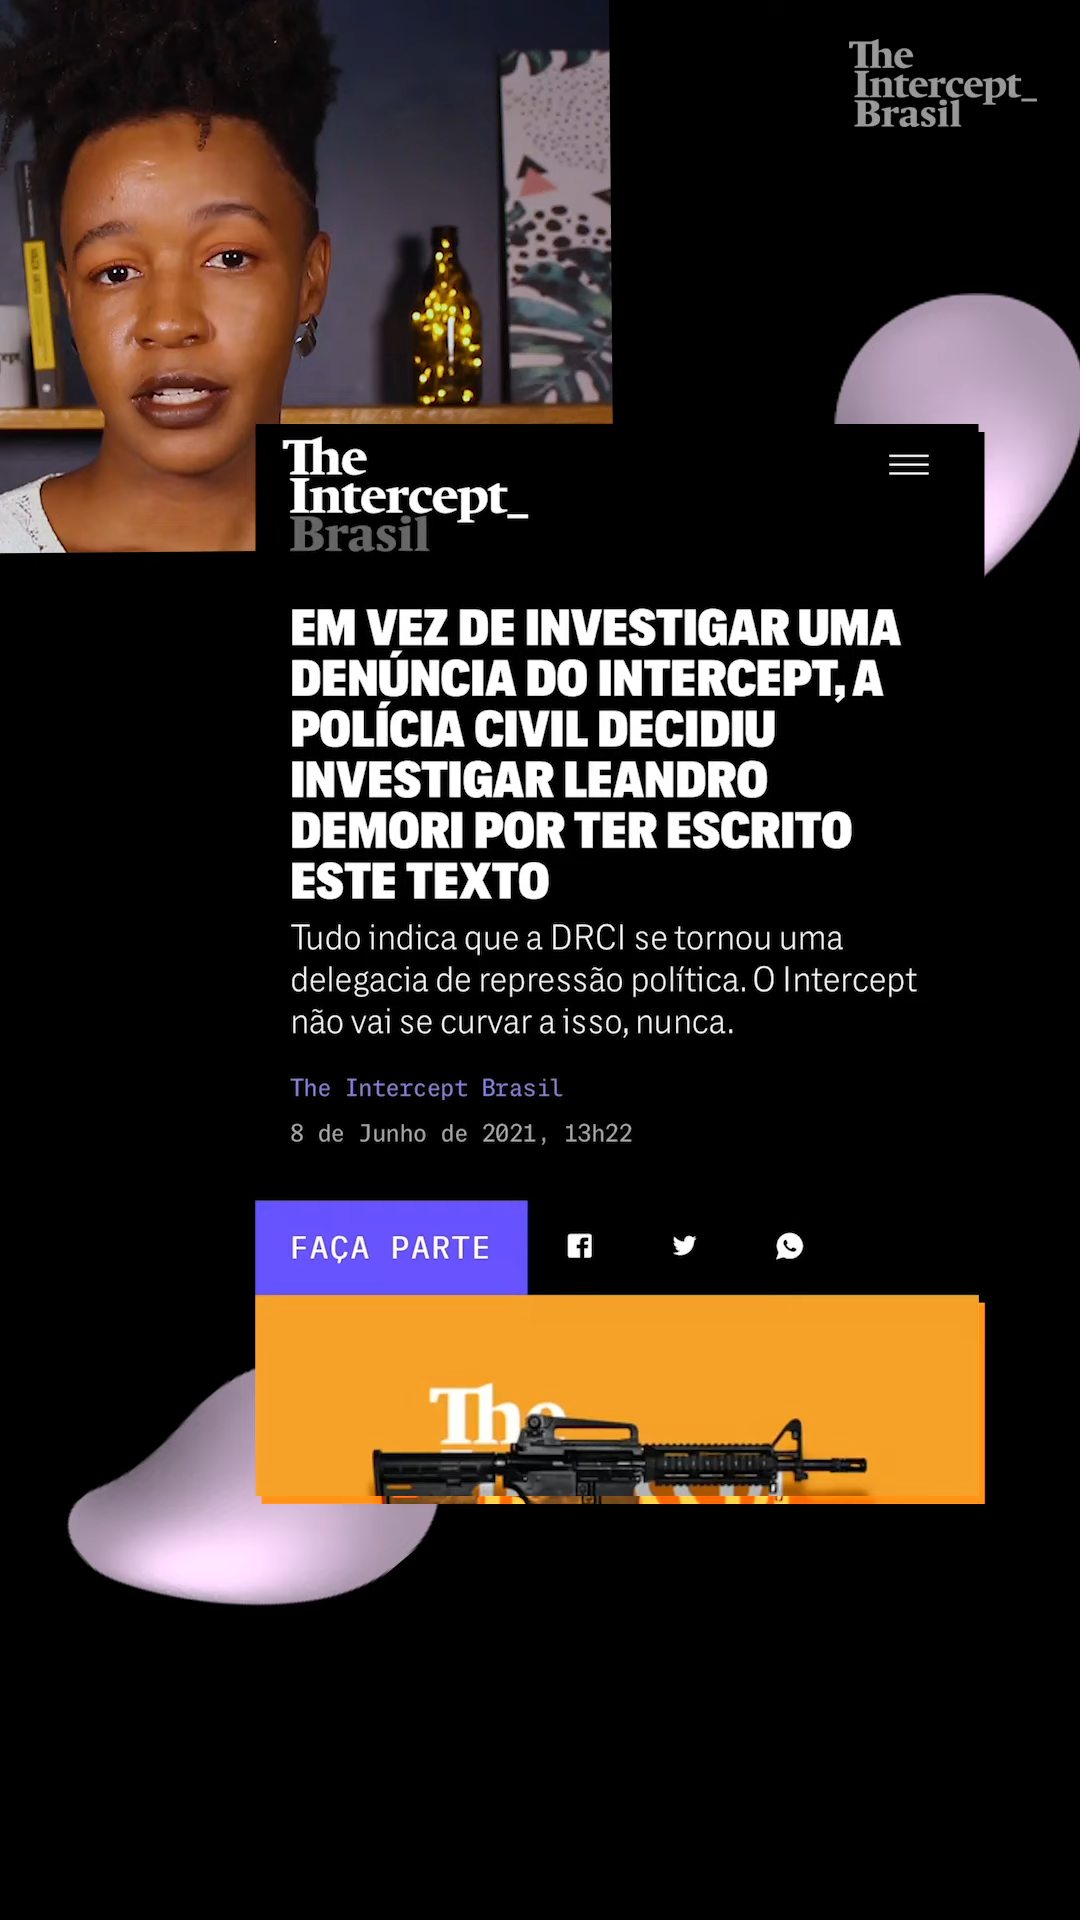 The
Intercept_
Brasil
The
Intercept_
Brasil
EM VEZ DE INVESTIGAR UMA
DENÚNCIA DO INTERCEPT, A
POLÍCIA CIVIL DECIDIU
INVESTIGAR LEANDRO
DEMORI POR TER ESCRITO
ESTE TEXTO
Tudo indica que a DRCI se tornou uma
delegacia de repressão política. O Intercept
não vai se curvar a isso, nunca.
The Intercept Brasil
8 de Junho de 2021, 13h22
FAÇA PARTE
The